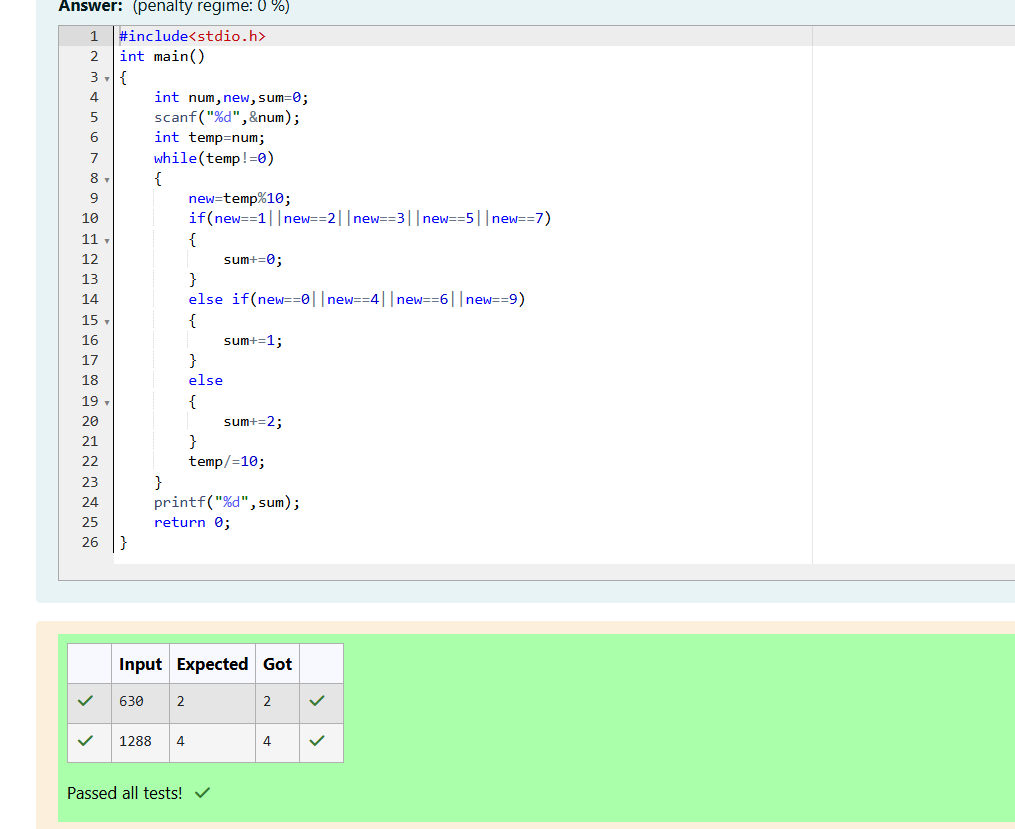 Answer: (penalty regime: 0 %)
1 #include<stdio.h>
2 int main()
3 {
4     int num,new,sum=0;
5     scanf("%d",&num);
6     int temp=num;
7     while(temp!=0)
8     {
9         new=temp%10;
10         if(new==1||new==2||new==3||new==5||new==7)
11         {
12             sum+=0;
13         }
14         else if(new==0||new==4||new==6||new==9)
15         {
16             sum+=1;
17         }
18         else
19         {
20             sum+=2;
21         }
22         temp/=10;
23     }
24     printf("%d",sum);
25     return 0;
26 }
Input Expected Got
630 2 2
1288 4 4
Passed all tests!